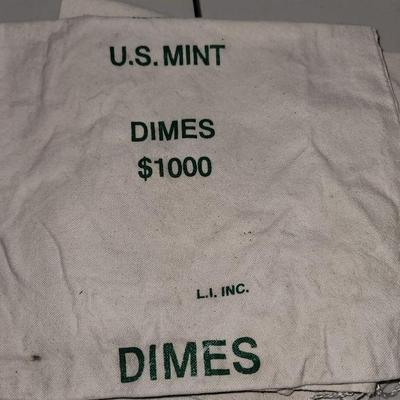 U.S. MINT
DIMES
$1000
L.I. INC.
DIMES